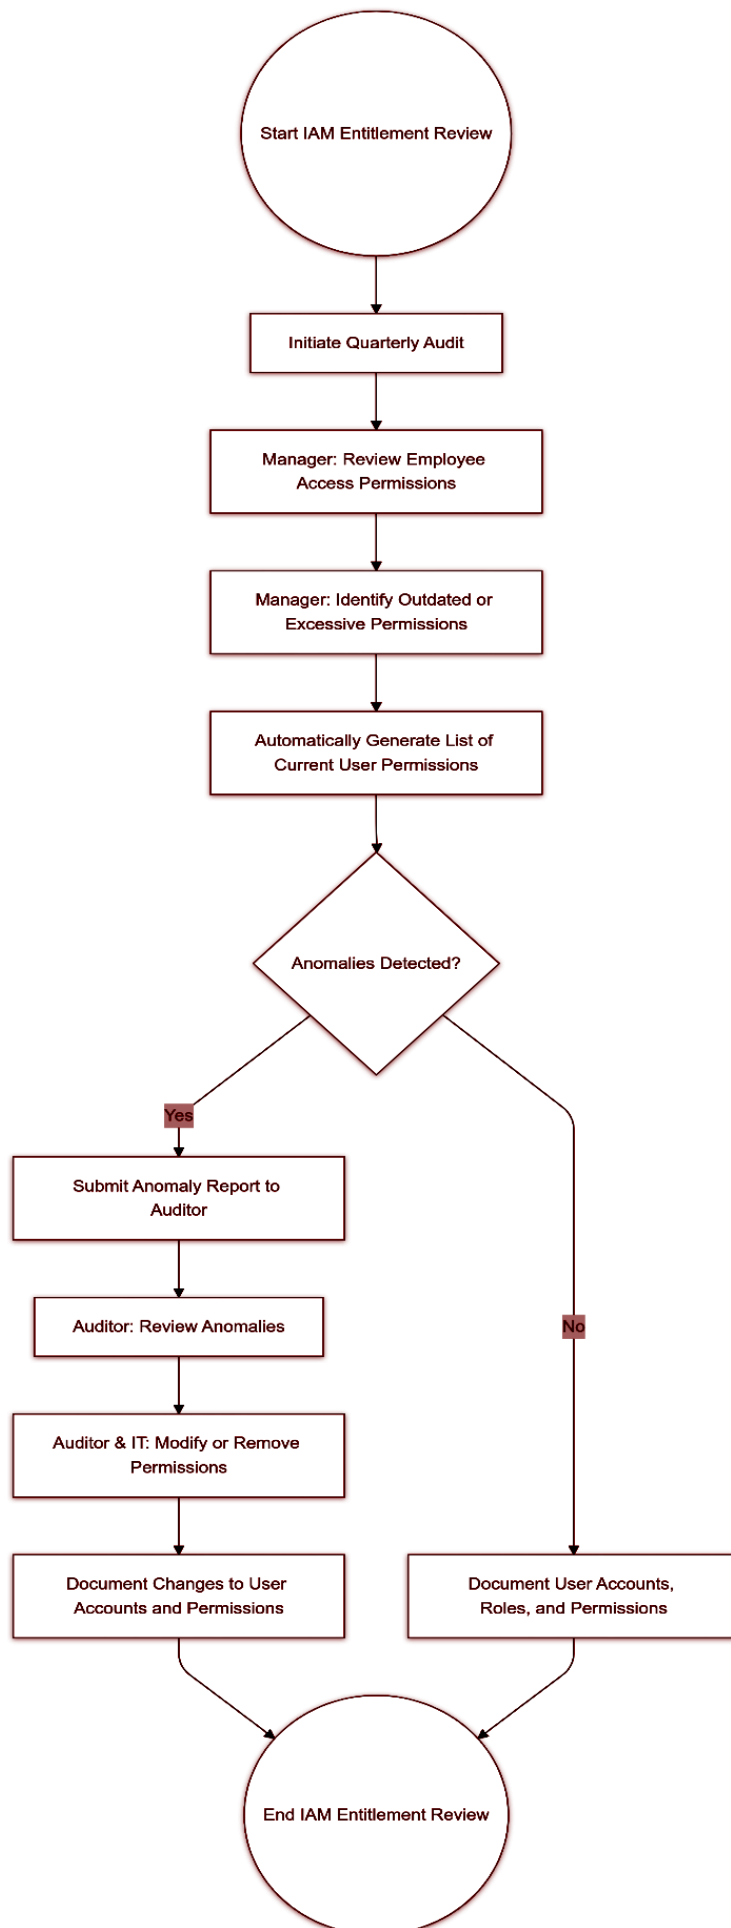 Start IAM Entitlement Review
Initiate Quarterly Audit
Manager: Review Employee
Access Permissions
Manager: Identify Outdated or
Excessive Permissions
Automatically Generate List of
Current User Permissions
Anomalies Detected?
Yes
Submit Anomaly Report to
Auditor
Auditor: Review Anomalies
No
Auditor & IT: Modify or Remove
Permissions
Document Changes to User
Accounts and Permissions
Document User Accounts,
Roles, and Permissions
End IAM Entitlement Review